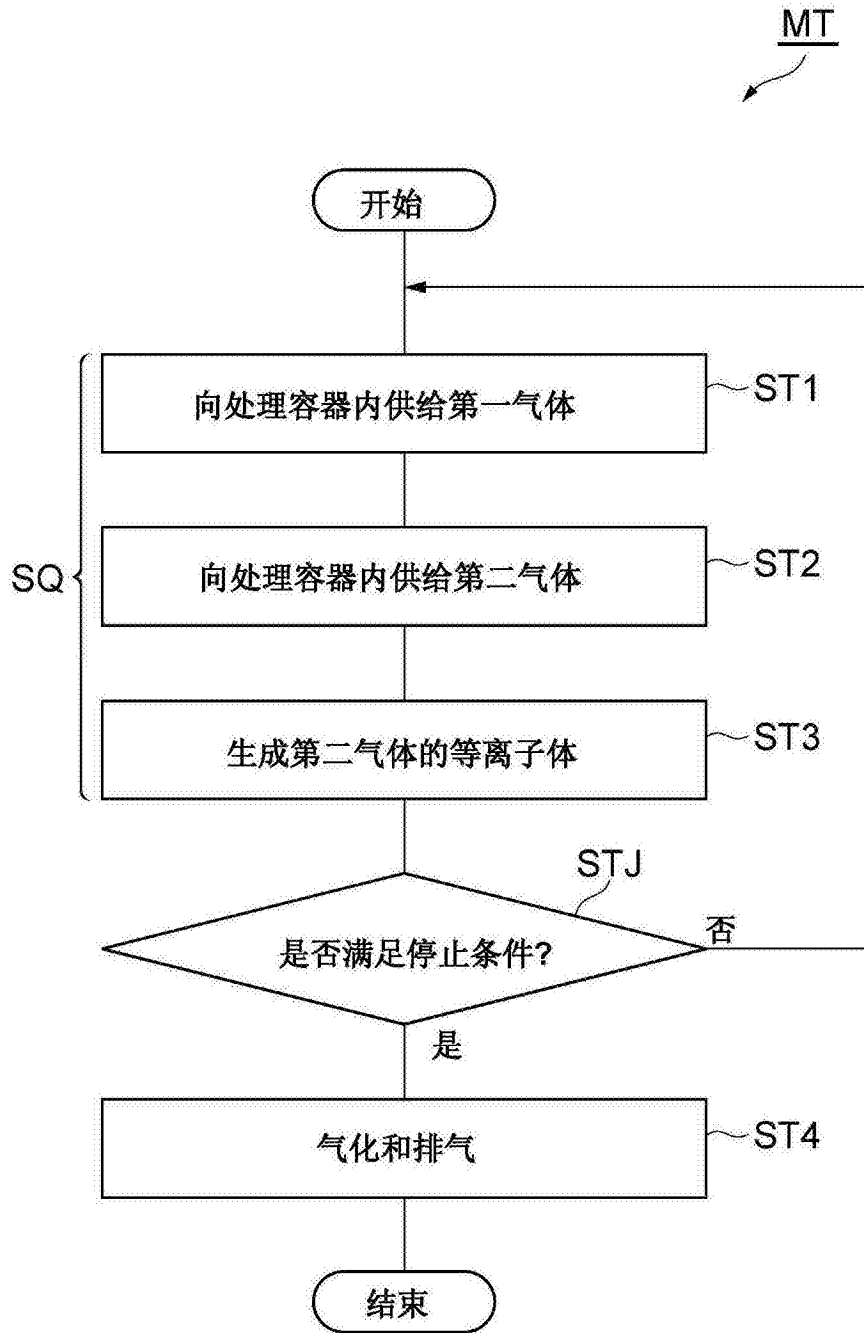 MT
开始
向处理容器内供给第一气体
ST1
SQ
向处理容器内供给第二气体
ST2
生成第二气体的等离子体
ST3
STJ
是否满足停止条件?
否
是
气化和排气
ST4
结束